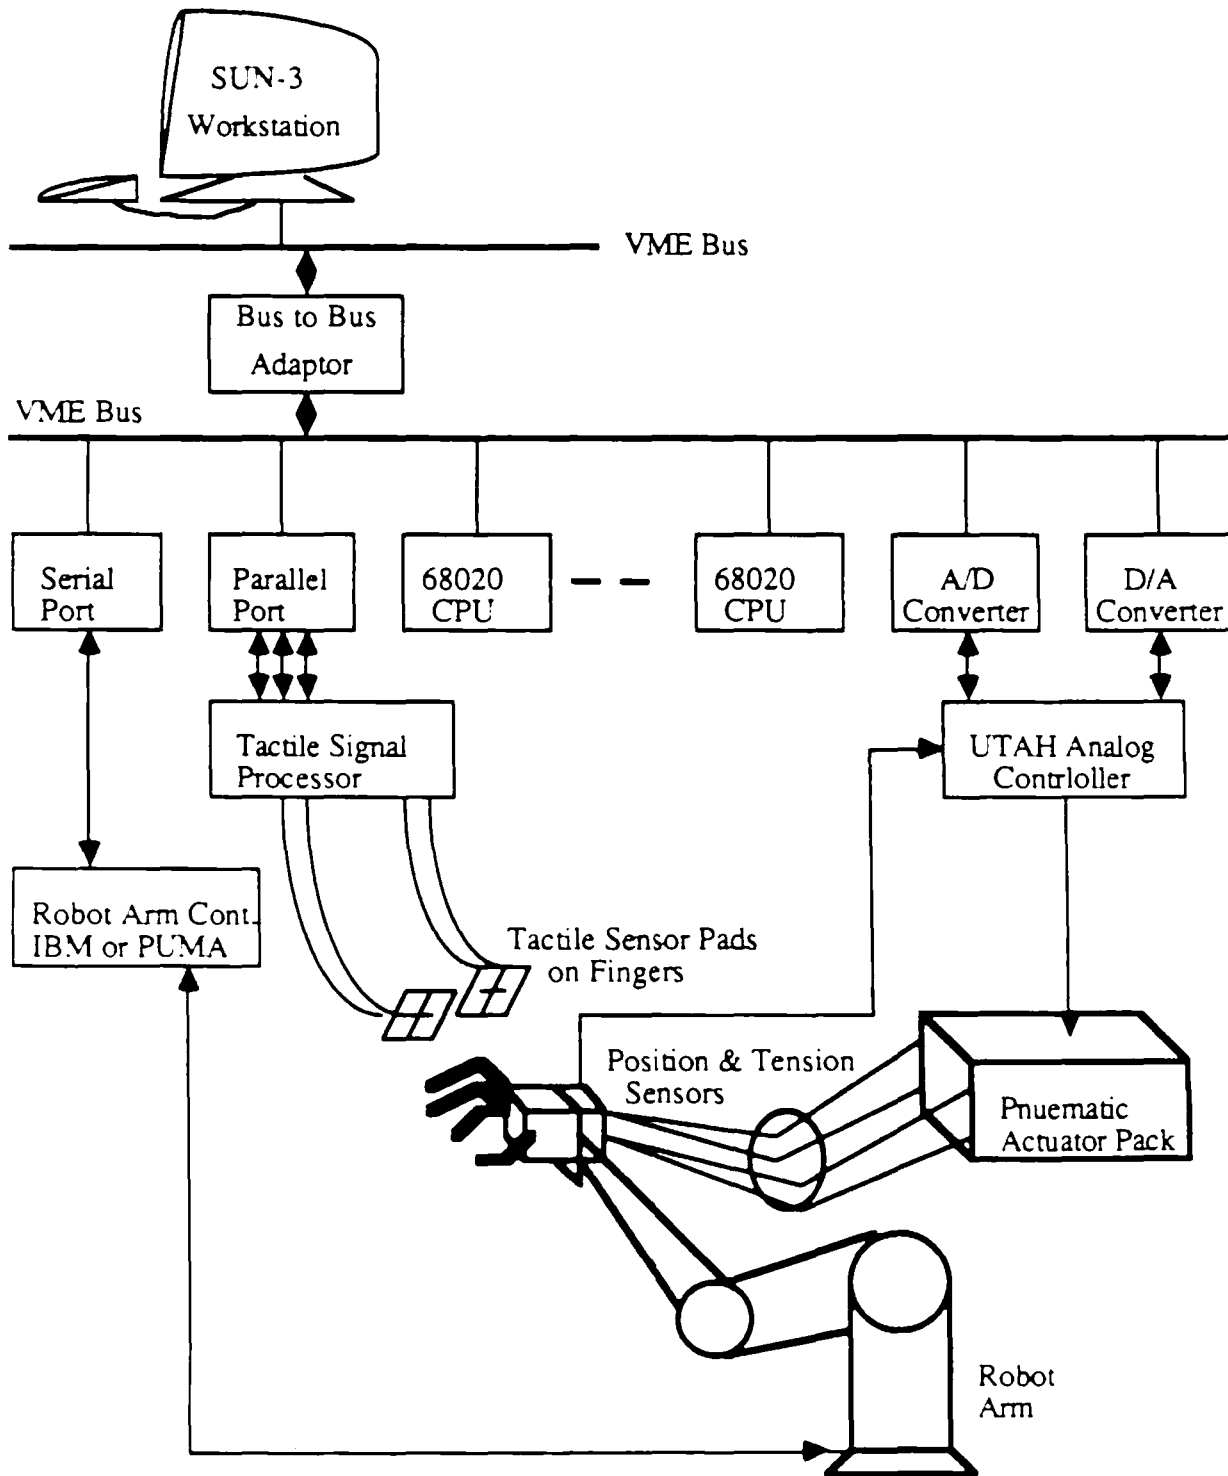 SUN-3
Workstation
VME Bus
Bus to Bus
Adaptor
VME Bus
Serial
Port
Parallel
Port
68020
CPU
68020
CPU
A/D
Converter
D/A
Converter
Tactile Signal
Processor
UTAH Analog
Contrloller
Robot Arm Cont.
IBM or PUMA
Tactile Sensor Pads
on Fingers
Position & Tension
Sensors
Pnuematic
Actuator Pack
Robot
Arm